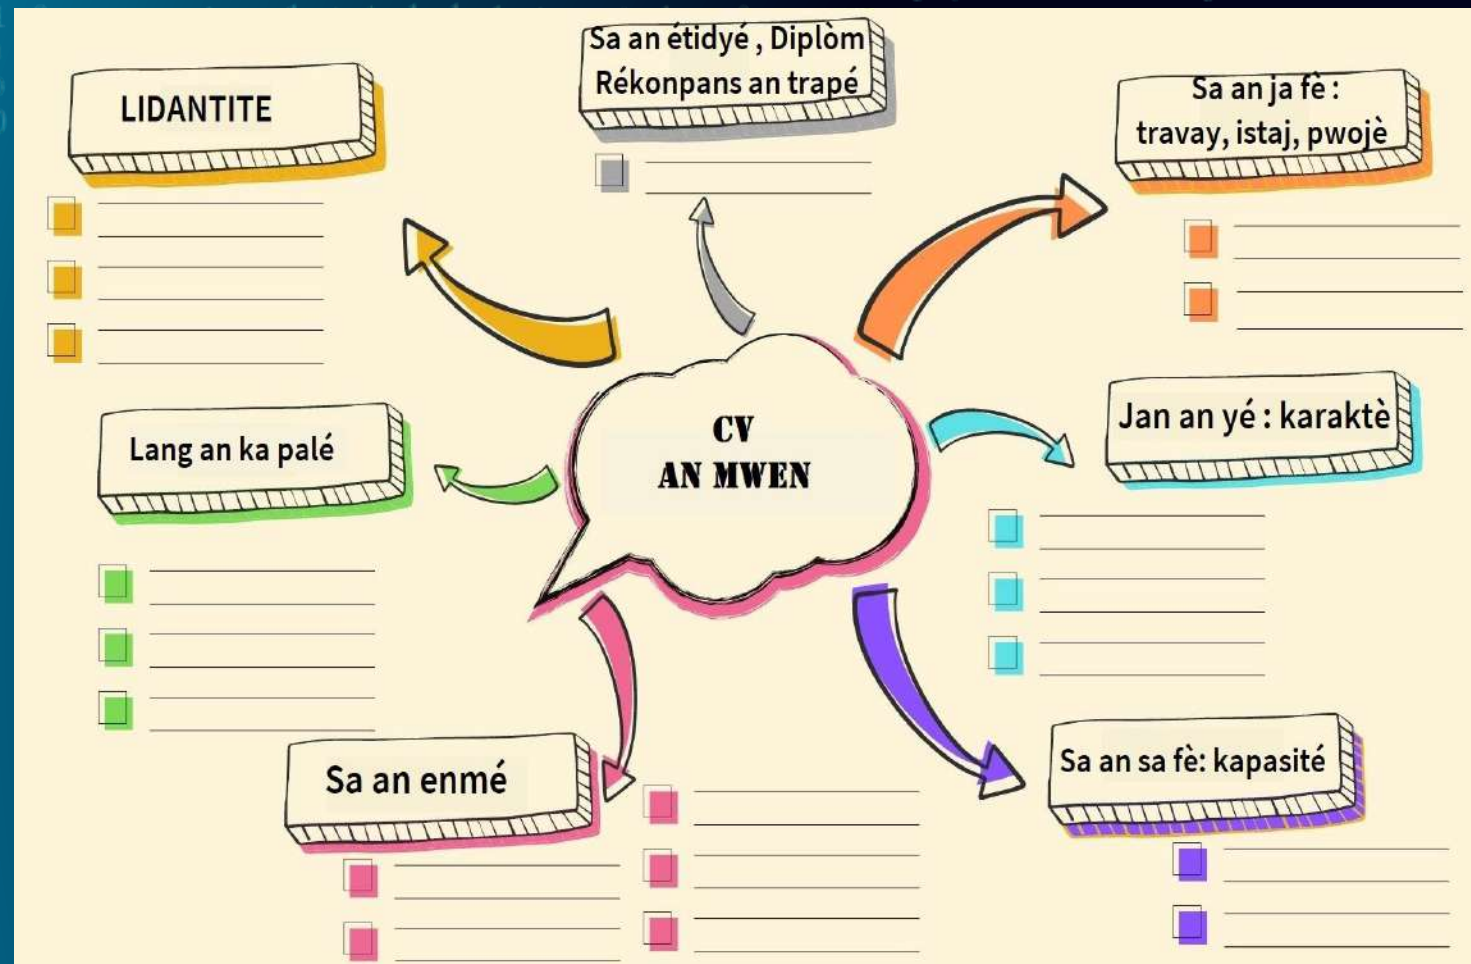 Sa an étidyé , Diplòm
Rékonpans an trapé
LIDANTITE
Sa an ja fè :
travay, istaj, pwojè
Lang an ka palé
CV
AN MWEN
Jan an yé : karaktè
Sa an enmé
Sa an sa fè: kapasité